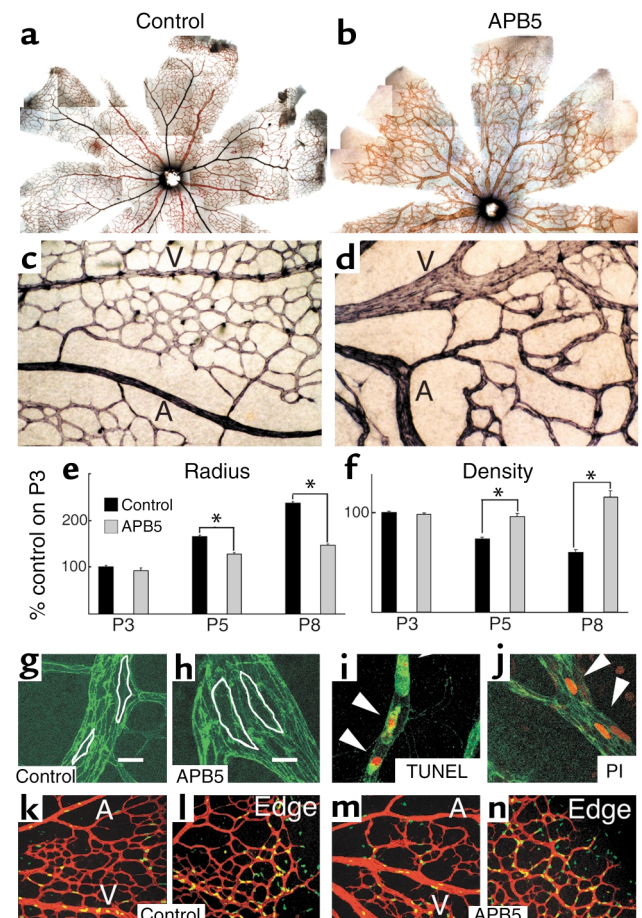 Control
APB5
a
b
c
V
A
d
V
A
e
Radius
% control on P3
200
100
Control
APB5
*
*
P3
P5
P8
f
Density
100
*
*
P3
P5
P8
g
Control
h
APB5
i
TUNEL
j
PI
k
A
V
l
Edge
Control
m
A
V
n
Edge
APB5